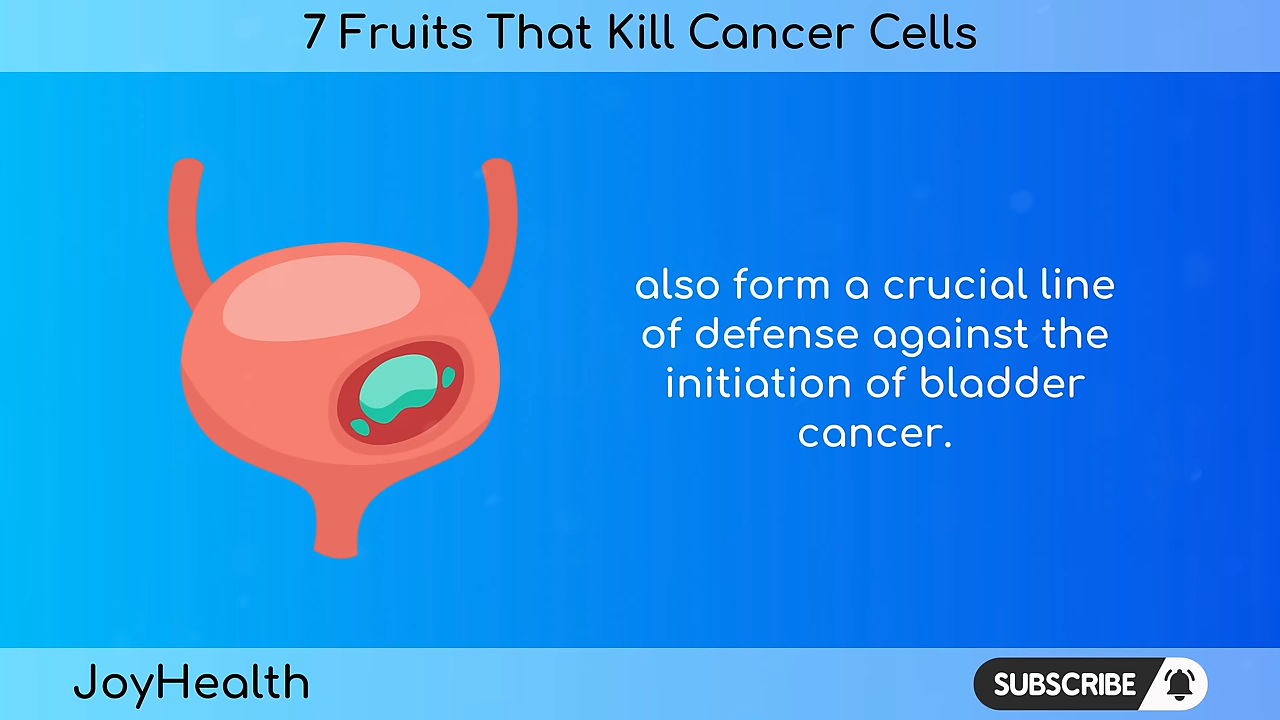 7 Fruits That Kill Cancer Cells
also form a crucial line
of defense against the
initiation of bladder
cancer.
JoyHealth
SUBSCRIBE